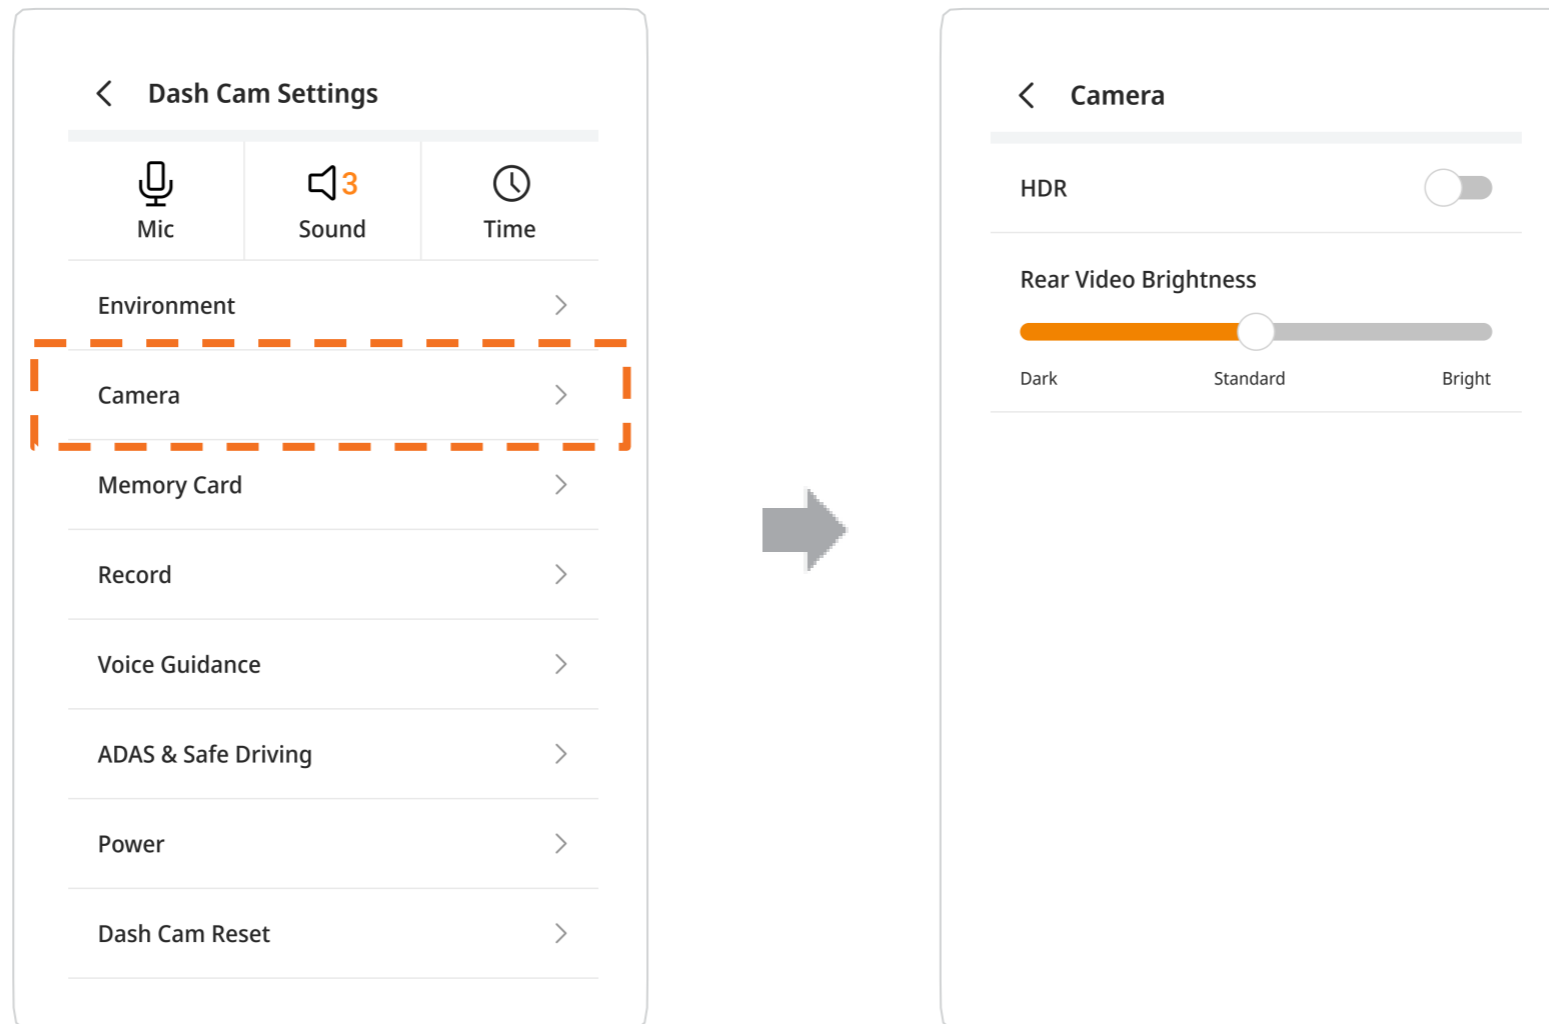 Dash Cam Settings
3
Mic
Sound
Time
Environment
Camera
Memory Card
Record
Voice Guidance
ADAS & Safe Driving
Power
Dash Cam Reset
Camera
HDR
Rear Video Brightness
Dark
Standard
Bright